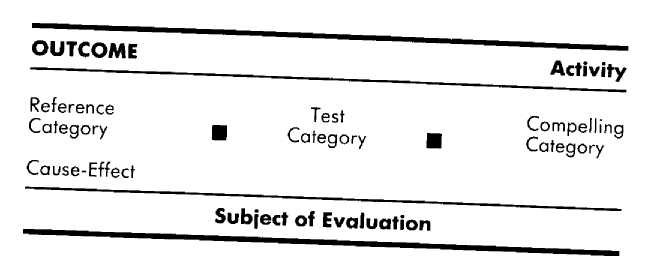 OUTCOME
Activity
Reference
Category
Test
Category
Compelling
Category
Cause-Effect
Subject of Evaluation